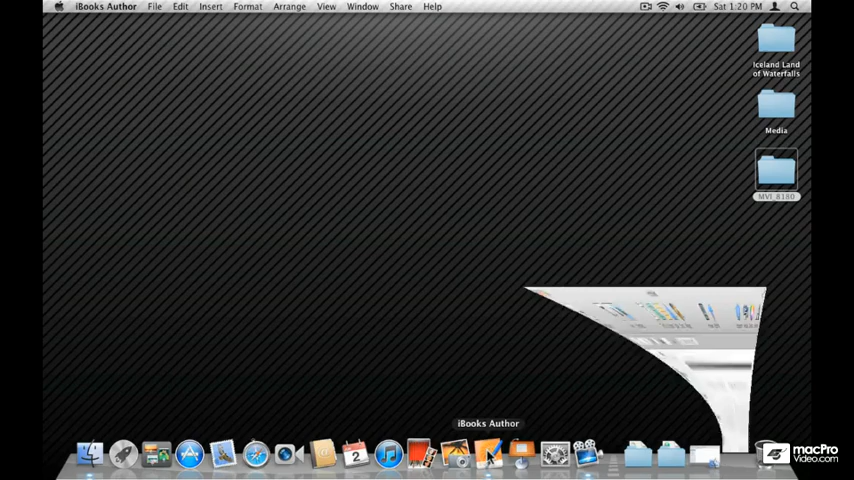 iBooks Author File Edit Insert Format Arrange View Window Share Help Sat 1:20 PM
Iceland Land
of Waterfalls
Media
MVI_8180
iBooks Author
2
macPro
Video.com